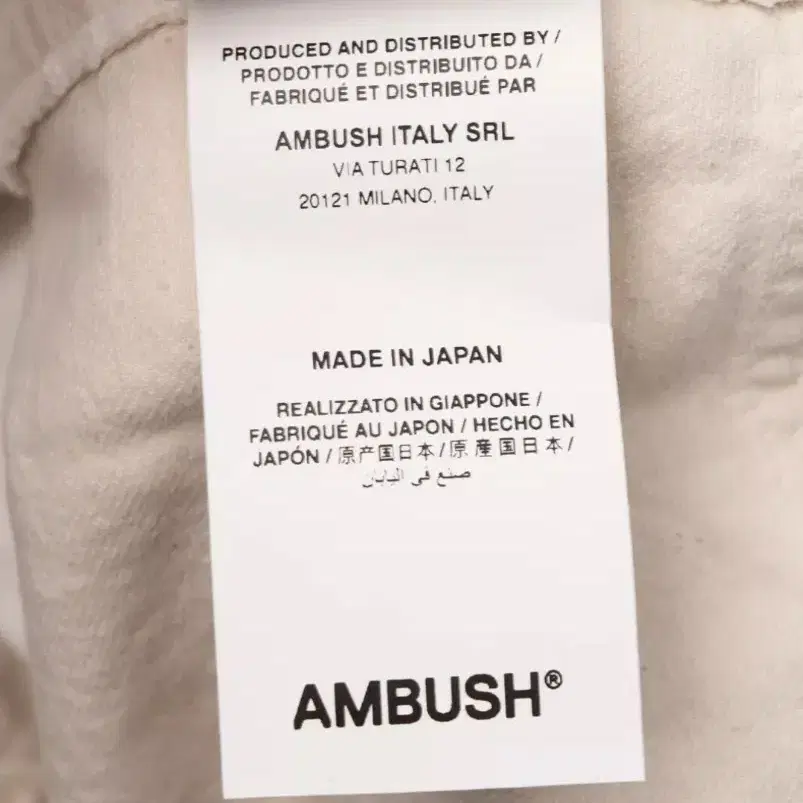 PRODUCED AND DISTRIBUTED BY /
PRODOTTO E DISTRIBUITO DA /
FABRIQUÉ ET DISTRIBUÉ PAR
AMBUSH ITALY SRL
VIA TURATI 12
20121 MILANO, ITALY
MADE IN JAPAN
REALIZZATO IN GIAPPONE /
FABRIQUÉ AU JAPON / HECHO EN
JAPÓN / 原产国日本 / 原產国日本 /
صنع في اليابان
AMBUSH®